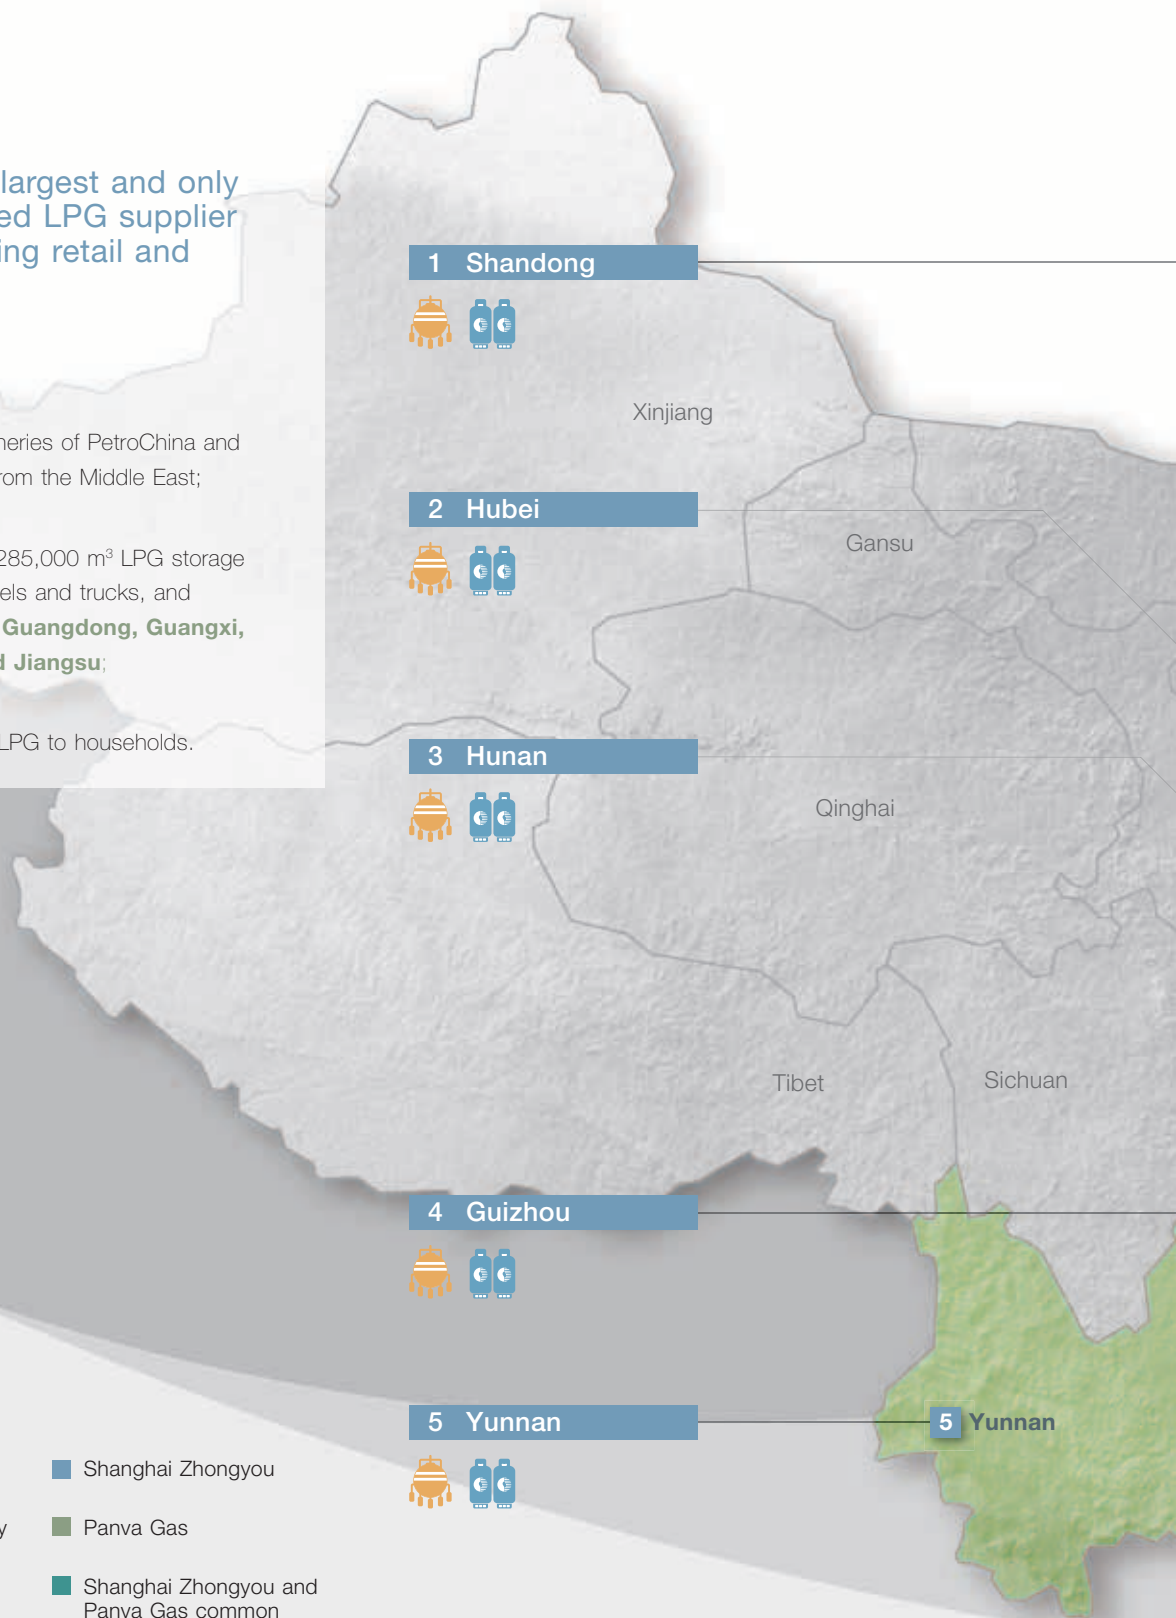 largest and only
ed LPG supplier
ing retail and
neries of PetroChina and
from the Middle East;
285,000 m³ LPG storage
els and trucks, and
Guangdong, Guangxi,
d Jiangsu;
LPG to households.
1 Shandong
Xinjiang
2 Hubei
Gansu
3 Hunan
Qinghai
Tibet
Sichuan
4 Guizhou
5 Yunnan
5 Yunnan
Shanghai Zhongyou
y
Panva Gas
Shanghai Zhongyou and
Panva Gas common